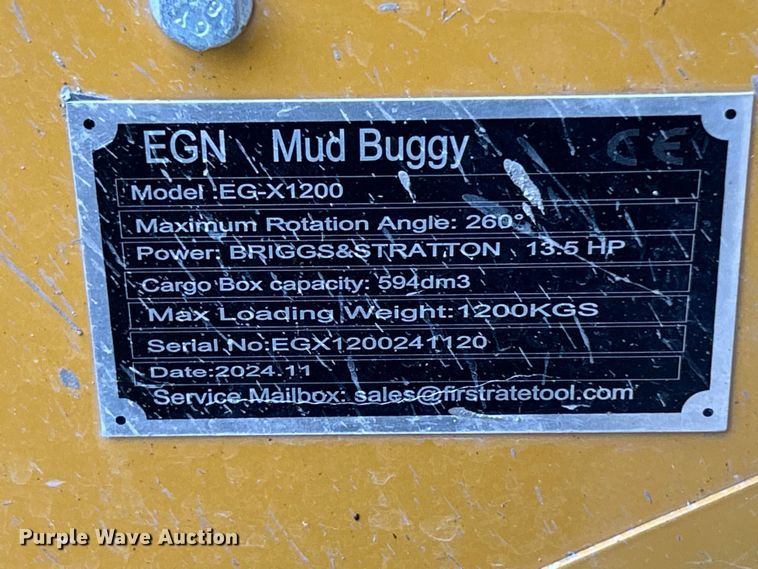 EGN Mud Buggy CE
Model :EG-X1200
Maximum Rotation Angle: 260°
Power: BRIGGS&STRATTON 13.5 HP
Cargo Box capacity: 594dm3
Max Loading Weight:1200KGS
Serial No:EGX1200241120
Date:2024.11
Service Mailbox: sales@firstratetool.com
Purple Wave Auction